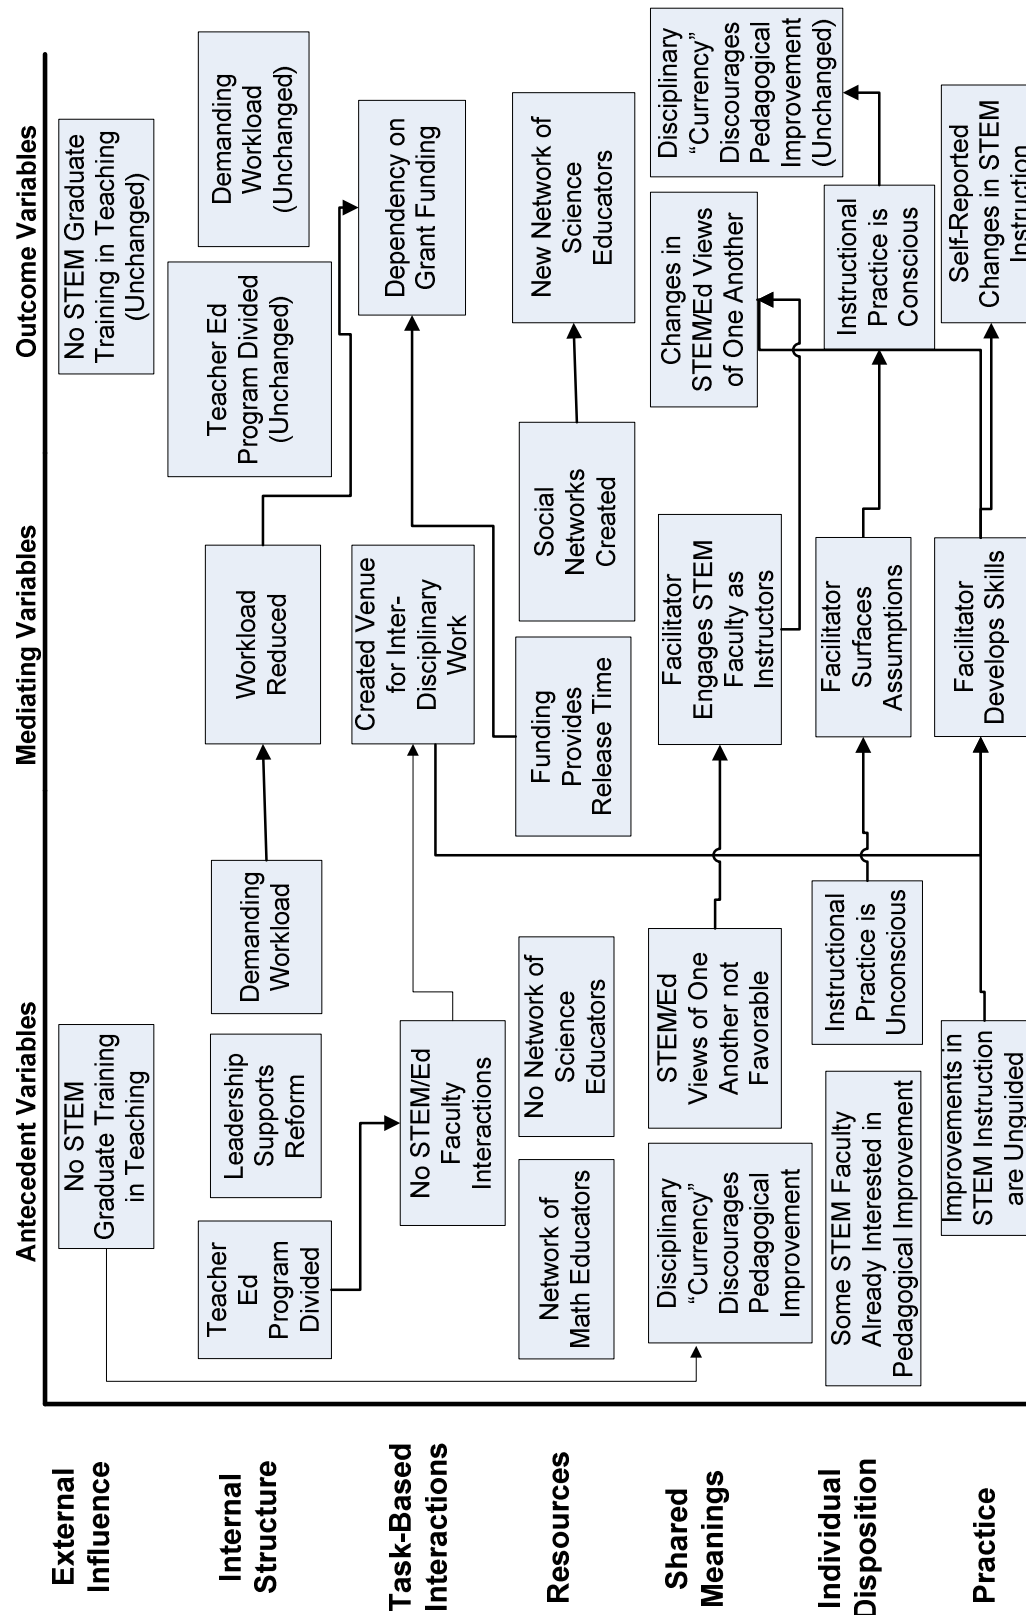 Antecedent Variables
Mediating Variables
Outcome Variables
External
Influence
No STEM
Graduate Training
in Teaching
No STEM Graduate
Training in Teaching
(Unchanged)
Internal
Structure
Teacher
Ed
Program
Divided
Leadership
Supports
Reform
Demanding
Workload
Workload
Reduced
Teacher Ed
Program Divided
(Unchanged)
Demanding
Workload
(Unchanged)
Task-Based
Interactions
No STEM/Ed
Faculty
Interactions
Created Venue
for Inter-
Disciplinary
Work
Dependency on
Grant Funding
Resources
Network of
Math Educators
No Network of
Science
Educators
Funding
Provides
Release Time
Social
Networks
Created
New Network of
Science
Educators
Shared
Meanings
Disciplinary
“Currency”
Discourages
Pedagogical
Improvement
STEM/Ed
Views of One
Another not
Favorable
Facilitator
Engages STEM
Faculty as
Instructors
Changes in
STEM/Ed Views
of One Another
Disciplinary
“Currency”
Discourages
Pedagogical
Improvement
(Unchanged)
Individual
Disposition
Some STEM Faculty
Already Interested in
Pedagogical Improvement
Instructional
Practice is
Unconscious
Facilitator
Surfaces
Assumptions
Instructional
Practice is
Conscious
Practice
Improvements in
STEM Instruction
are Unguided
Facilitator
Develops Skills
Self-Reported
Changes in STEM
Instruction